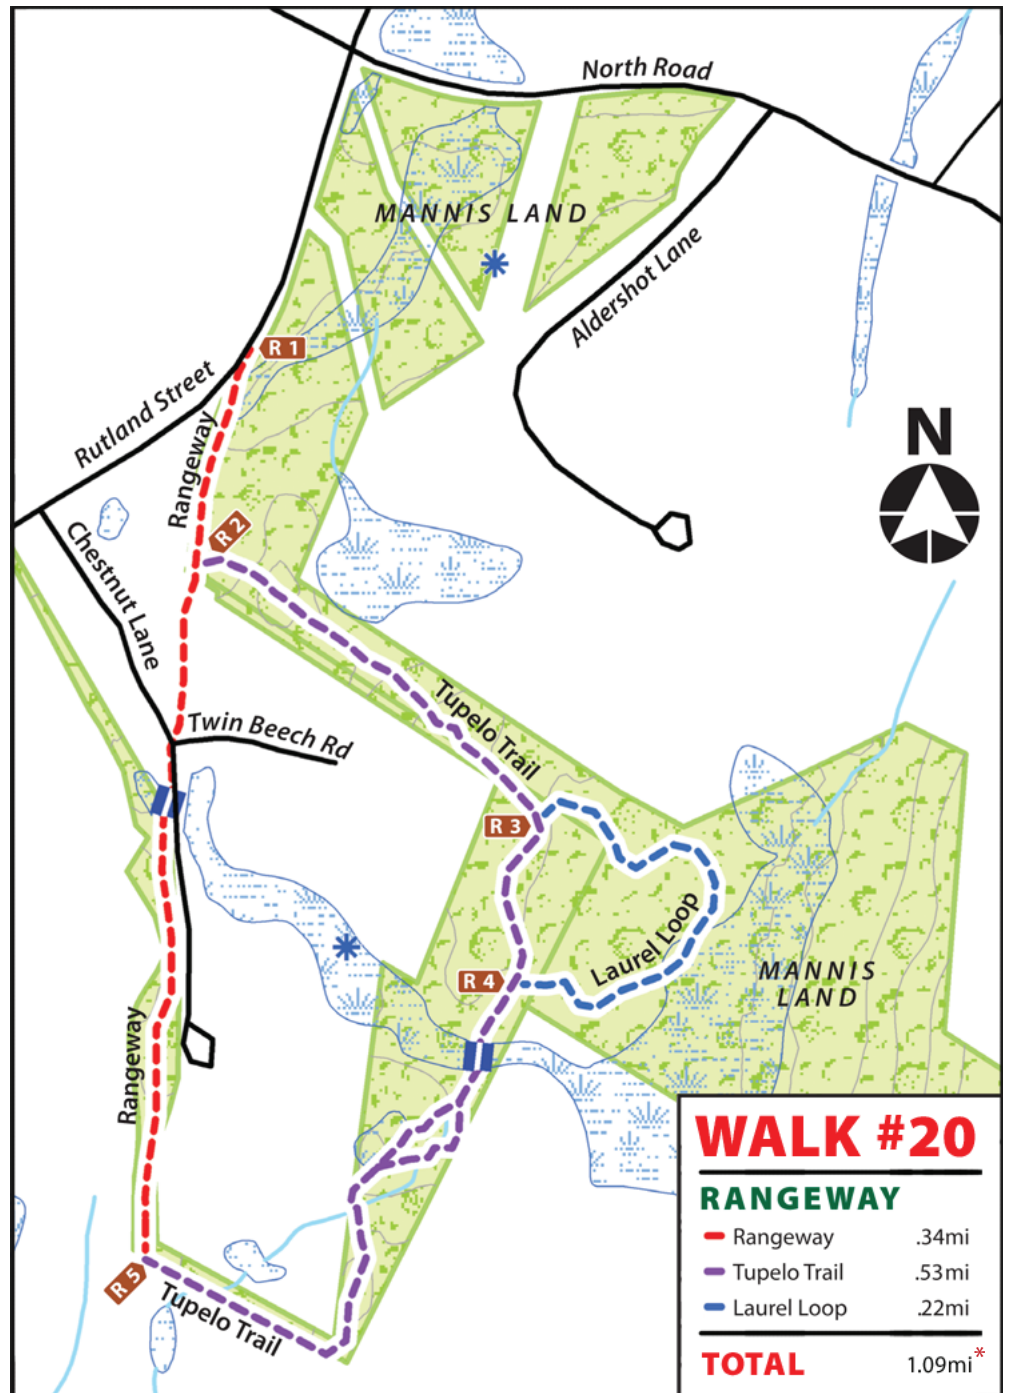 North Road
MANNIS LAND
Aldershot Lane
R 1
Rutland Street
Rangeway
N
R 2
Chestnut Lane
Tupelo Trail
Twin Beech Rd
R 3
Laurel Loop
R 4
MANNIS
LAND
Rangeway
R 5
Tupelo Trail
WALK #20
RANGEWAY
Rangeway .34mi
Tupelo Trail .53mi
Laurel Loop .22mi
TOTAL 1.09mi*